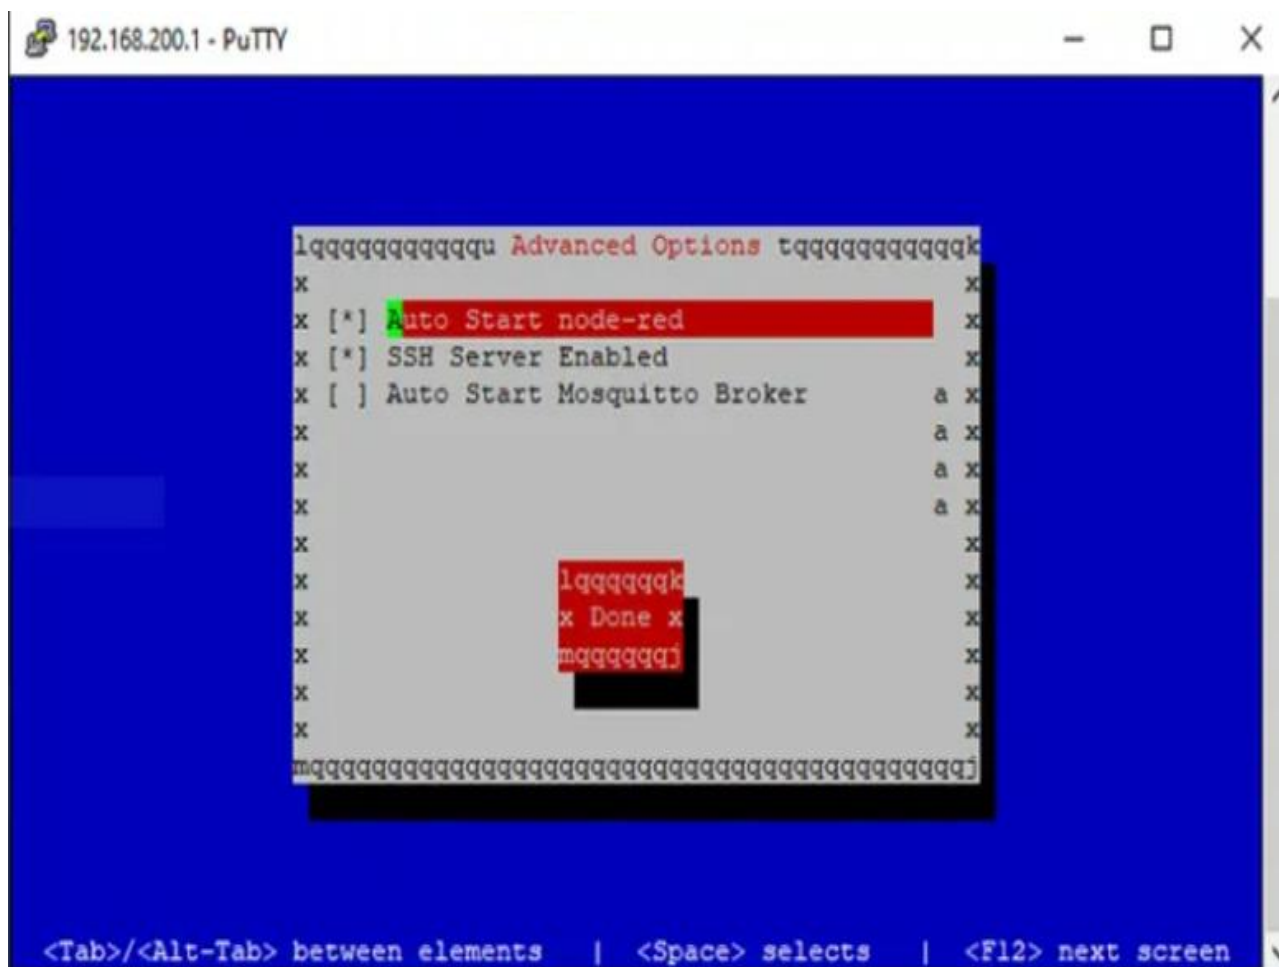 192.168.200.1 - PuTTY
lqqqqqqqqqqqu Advanced Options tqqqqqqqqqqqk
x x
x [*] Auto Start node-red x
x [*] SSH Server Enabled x
x [ ] Auto Start Mosquitto Broker a x
x a x
x a x
x a x
x x
x lqqqqqqk x
x x Done x x
x mqqqqqqj x
x x
x x
mqqqqqqqqqqqqqqqqqqqqqqqqqqqqqqqqqqqqqqqqqqj
<Tab>/<Alt-Tab> between elements | <Space> selects | <F12> next screen